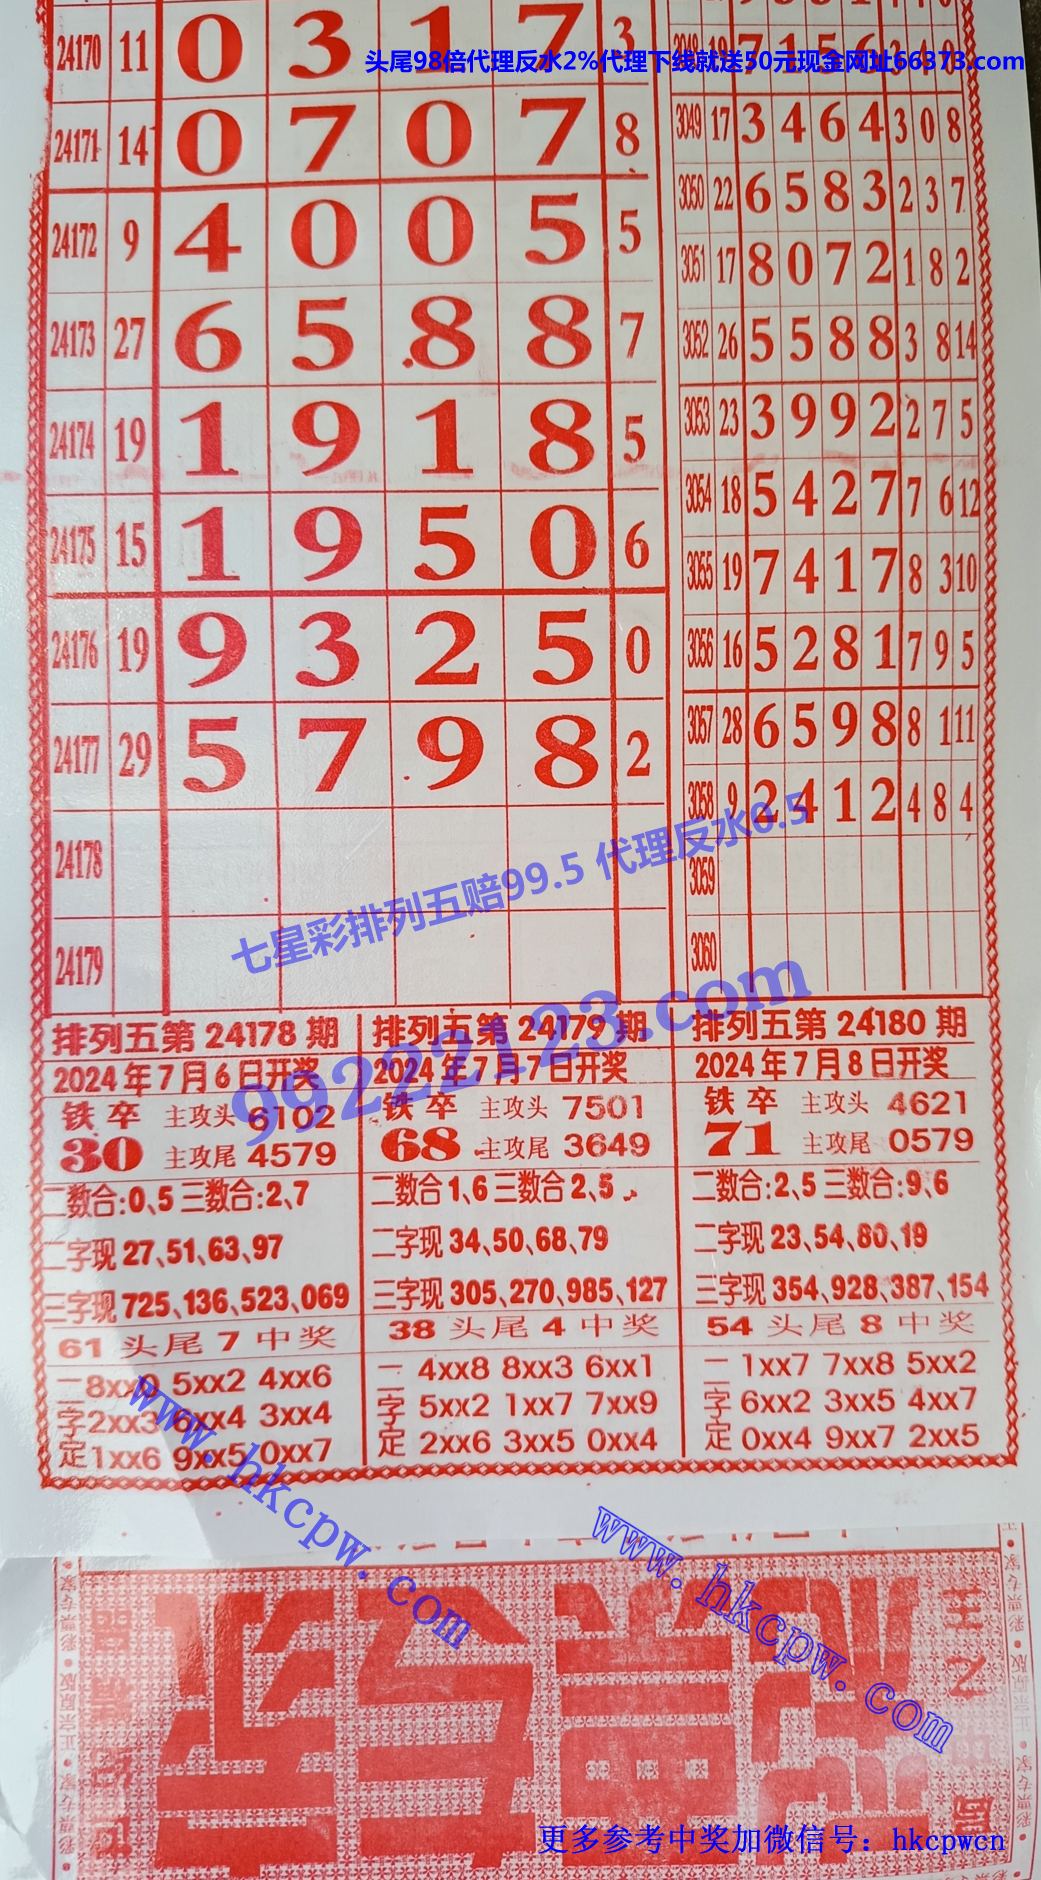 头尾98倍代理反水2%代理下线就送50元现金网址66373.com
24170 11 0 3 1 7 3
24171 14 0 7 0 7 8
24172 9 4 0 0 5 5
24173 27 6 5 8 8 7
24174 19 1 9 1 8 5
24175 15 1 9 5 0 6
24176 19 9 3 2 5 0
24177 29 5 7 9 8 2
24178
24179
3048 19 7 1 5 6 3 4 0
3049 17 3 4 6 4 3 0 8
3050 22 6 5 8 3 2 3 7
3051 17 8 0 7 2 1 8 2
3052 26 5 5 8 8 3 8 14
3053 23 3 9 9 2 2 7 5
3054 18 5 4 2 7 7 6 12
3055 19 7 4 1 7 8 3 10
3056 16 5 2 8 1 7 9 5
3057 28 6 5 9 8 8 1 11
3058 9 2 4 1 2 4 8 4
3059
3060
七星彩排列五赔99.5 代理反水0.5
99222123.com
排列五第 24178 期
2024年7月6日开奖
铁卒 主攻头 6102
30 主攻尾 4579
二数合:0,5 三数合:2,7
二字现 27、51、63、97
三字现 725、136、523、069
61 头尾 7 中奖
二字定
8xx9 5xx2 4xx6
2xx3 6xx4 3xx4
1xx6 9xx5 0xx7
排列五第 24179 期
2024年7月7日开奖
铁卒 主攻头 7501
68 主攻尾 3649
二数合 1,6 三数合 2,5
二字现 34、50、68、79
三字现 305、270、985、127
38 头尾 4 中奖
二字定
4xx8 8xx3 6xx1
5xx2 1xx7 7xx9
2xx6 3xx5 0xx4
排列五第 24180 期
2024年7月8日开奖
铁卒 主攻头 4621
71 主攻尾 0579
二数合:2,5 三数合:9,6
二字现 23、54、80、19
三字现 354、928、387、154
54 头尾 8 中奖
二字定
1xx7 7xx8 5xx2
6xx2 3xx5 4xx7
0xx4 9xx7 2xx5
www.hkcpw.com
www.hkcpw.com
更多参考中奖加微信号：hkcpwcn